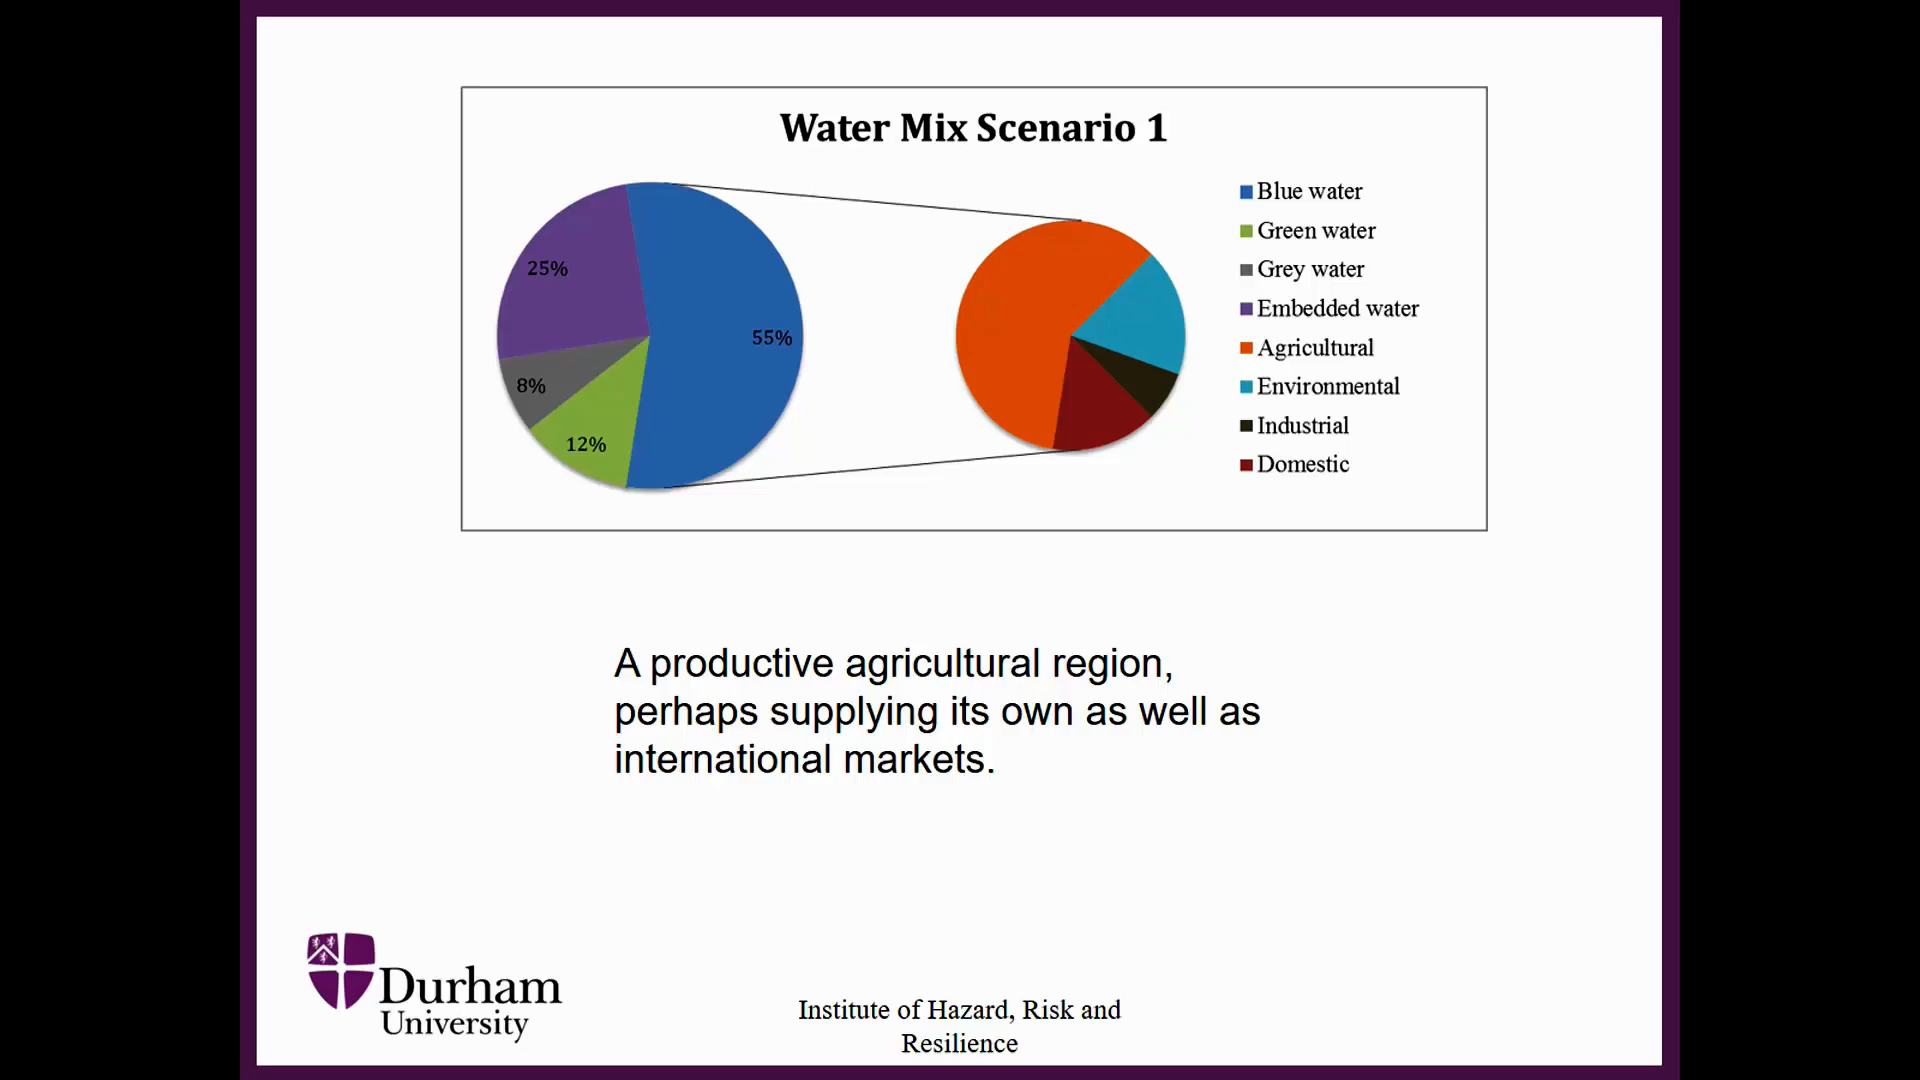 Water Mix Scenario 1
25%
55%
8%
12%
Blue water
Green water
Grey water
Embedded water
Agricultural
Environmental
Industrial
Domestic
A productive agricultural region,
perhaps supplying its own as well as
international markets.
Durham
University
Institute of Hazard, Risk and
Resilience